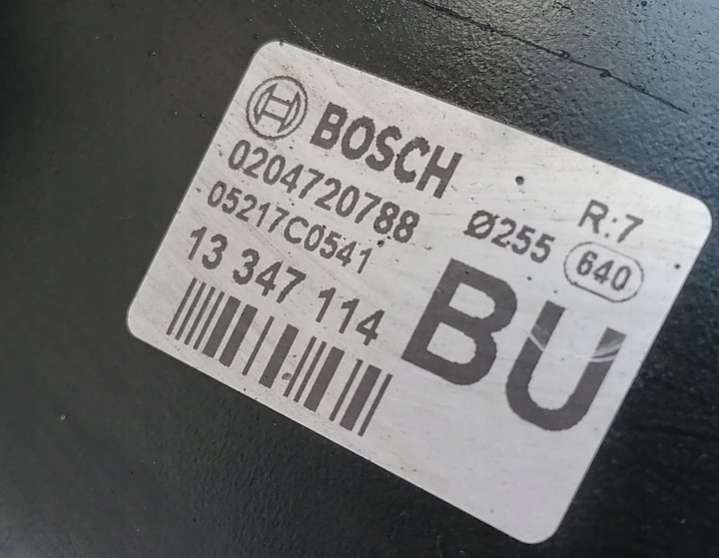 BOSCH
0204720788
05217C0541
13 347 114
R:7
Ø255 640
BU